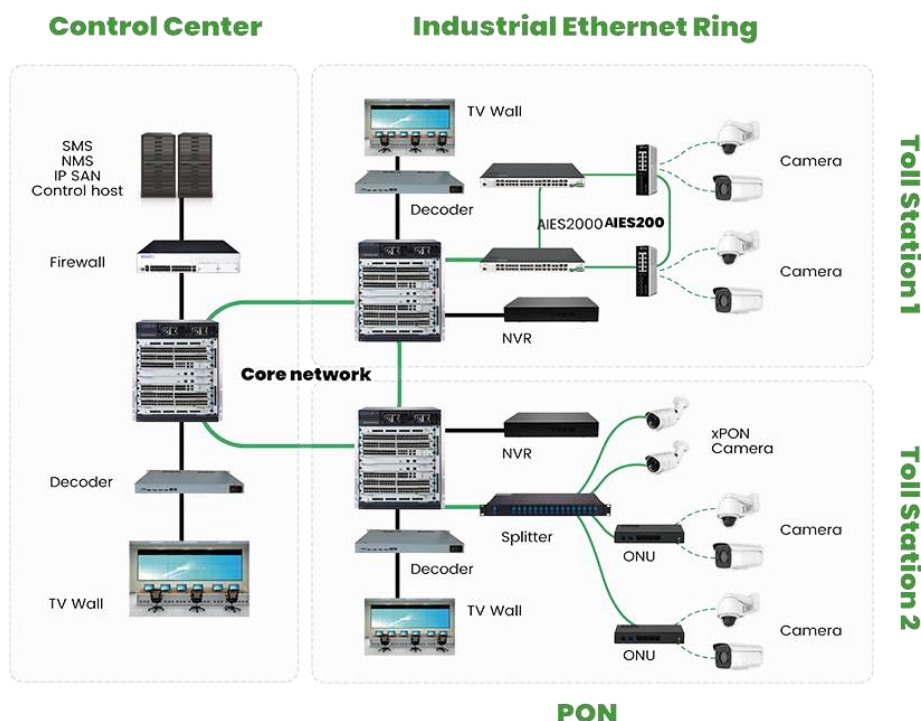 Control Center
Industrial Ethernet Ring
SMS
NMS
IP SAN
Control host
Firewall
Core network
Decoder
TV Wall
TV Wall
Decoder
AIES2000
AIES200
NVR
Camera
Camera
Toll Station 1
NVR
xPON
Camera
Splitter
Decoder
TV Wall
ONU
Camera
ONU
Camera
Toll Station 2
PON